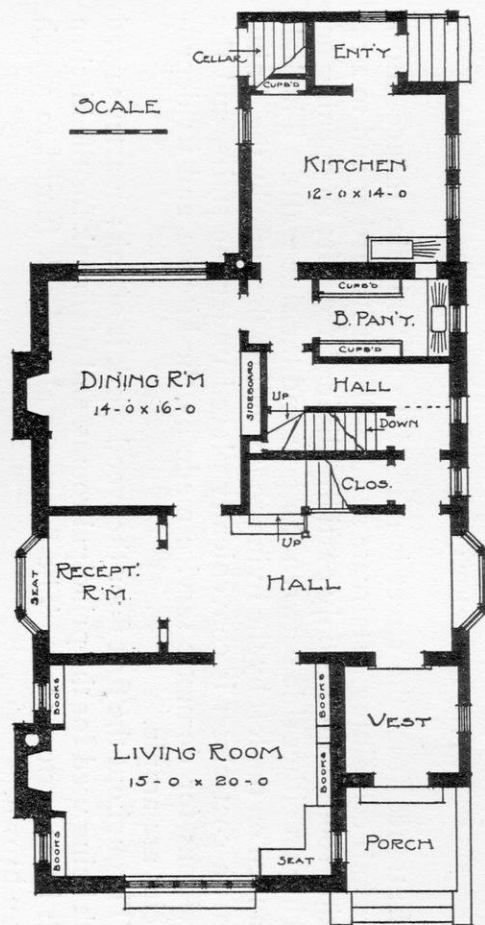 CELLAR
ENT'Y
CUPB'D
SCALE
KITCHEN
12-0 x 14-0
CUPB'D
B. PAN'Y.
CUPB'D
DINING R'M
14-0 x 16-0
SIDEBOARD
HALL
UP
DOWN
CLOS.
UP
SEAT
RECEPT.
R'M
HALL
BOOKS
BOOKS
VEST
LIVING ROOM
15-0 x 20-0
BOOKS
BOOKS
SEAT
PORCH